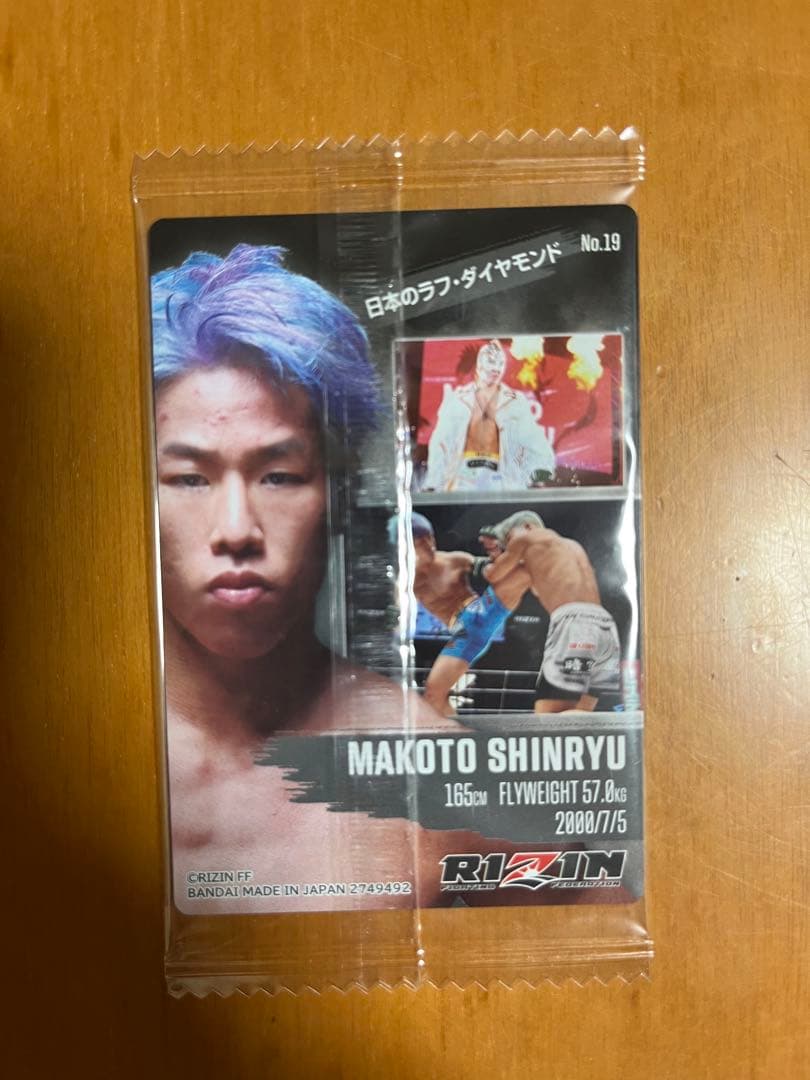 No.19
日本のラフ・ダイヤモンド
MAKOTO SHINRYU
165CM FLYWEIGHT 57.0KG
2000/7/5
RIZIN
FIGHTING FEDERATION
©RIZIN FF
BANDAI MADE IN JAPAN 2749492